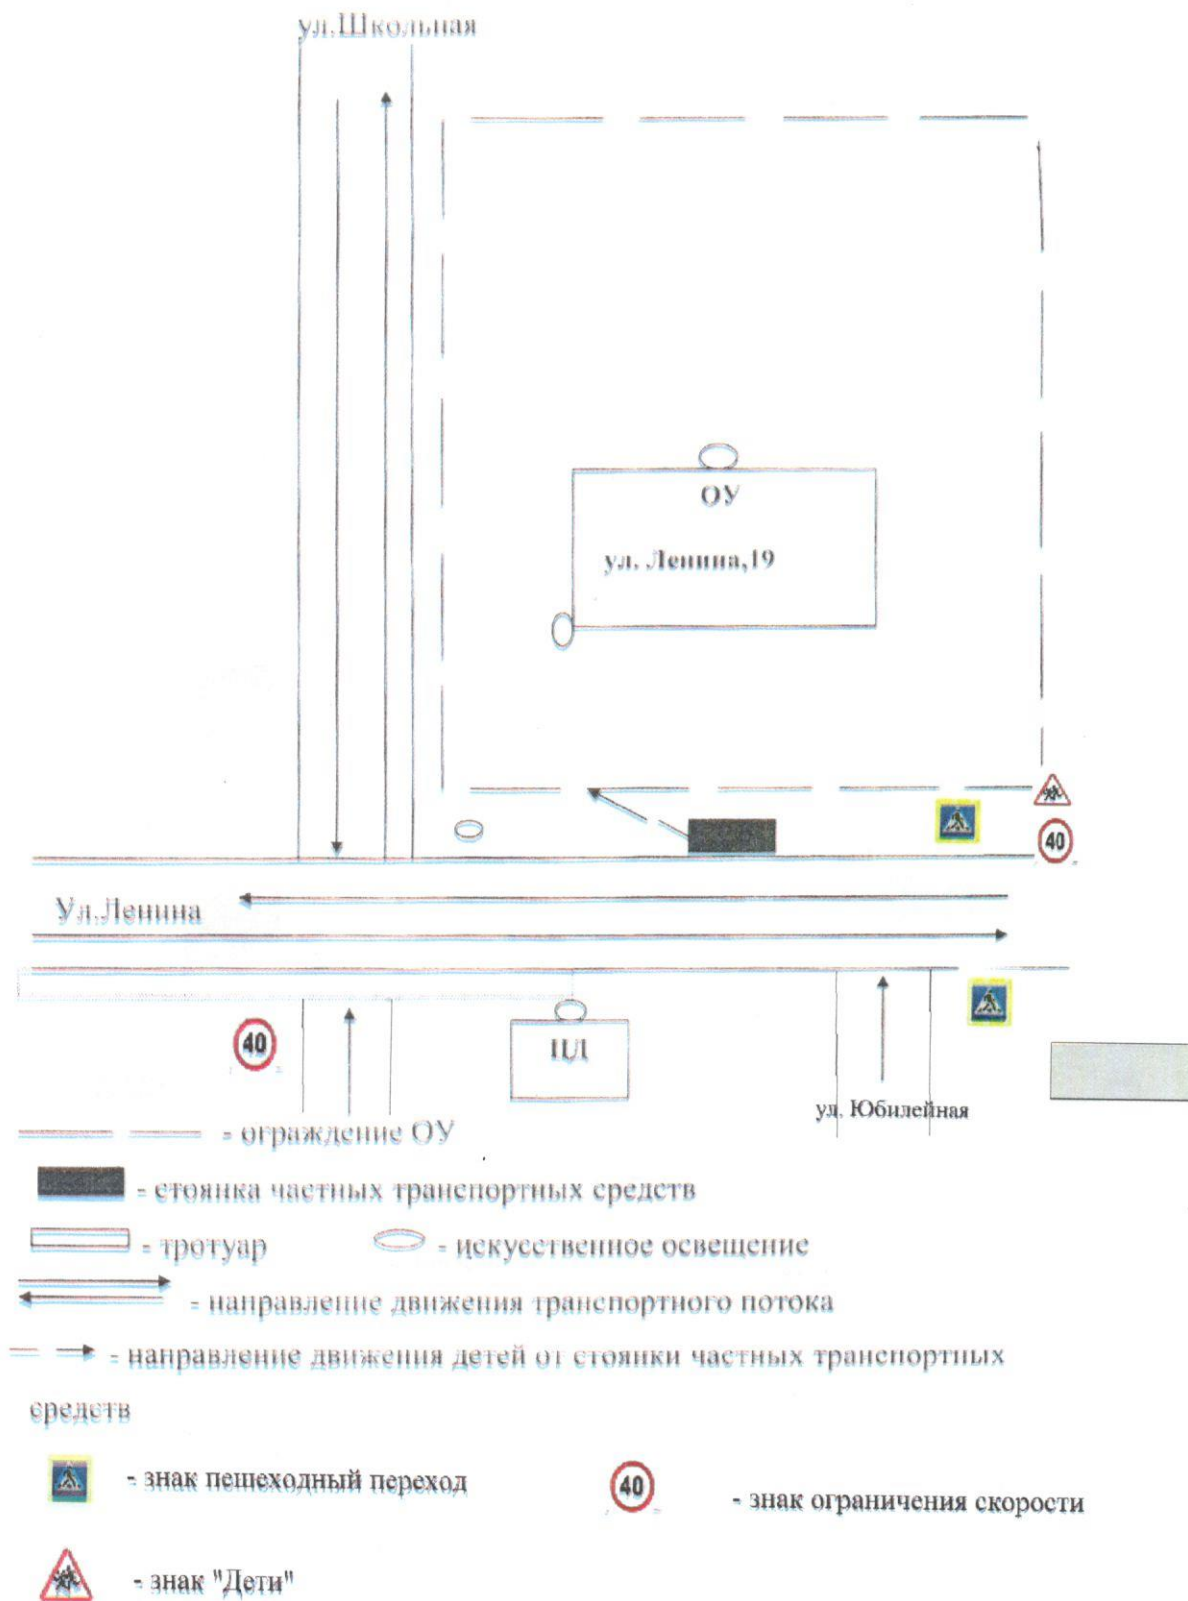 ул.Школьная
ОУ
ул. Ленина,19
40
Ул.Ленина
40
ЦД
ул. Юбилейная
- ограждение ОУ
- стоянка частных транспортных средств
- тротуар
- искусственное освещение
- направление движения транспортного потока
- направление движения детей от стоянки частных транспортных
средств
- знак пешеходный переход
40
- знак ограничения скорости
- знак "Дети"